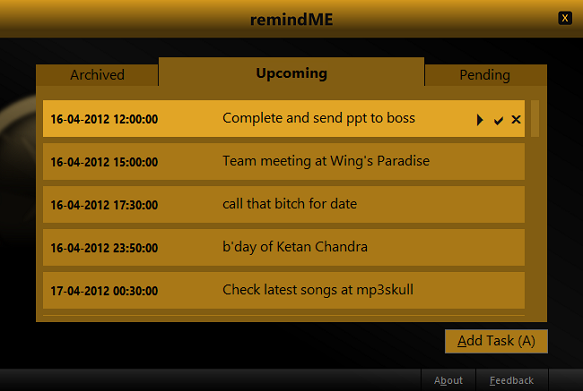 remindME
X
Archived
Upcoming
Pending
16-04-2012 12:00:00 Complete and send ppt to boss
16-04-2012 15:00:00 Team meeting at Wing's Paradise
16-04-2012 17:30:00 call that bitch for date
16-04-2012 23:50:00 b'day of Ketan Chandra
17-04-2012 00:30:00 Check latest songs at mp3skull
Add Task (A)
About
Feedback